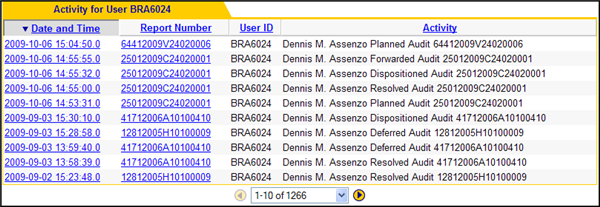 Activity for User BRA6024
▼ Date and Time Report Number User ID Activity
2009-10-06 15:04:50.0 64412009V24020006 BRA6024 Dennis M. Assenzo Planned Audit 64412009V24020006
2009-10-06 14:55:55.0 25012009C24020001 BRA6024 Dennis M. Assenzo Forwarded Audit 25012009C24020001
2009-10-06 14:55:32.0 25012009C24020001 BRA6024 Dennis M. Assenzo Dispositioned Audit 25012009C24020001
2009-10-06 14:55:00.0 25012009C24020001 BRA6024 Dennis M. Assenzo Resolved Audit 25012009C24020001
2009-10-06 14:53:31.0 25012009C24020001 BRA6024 Dennis M. Assenzo Planned Audit 25012009C24020001
2009-09-03 15:30:10.0 41712006A10100410 BRA6024 Dennis M. Assenzo Dispositioned Audit 41712006A10100410
2009-09-03 15:28:58.0 12812005H10100009 BRA6024 Dennis M. Assenzo Deferred Audit 12812005H10100009
2009-09-03 13:59:40.0 41712006A10100410 BRA6024 Dennis M. Assenzo Deferred Audit 41712006A10100410
2009-09-03 13:58:39.0 41712006A10100410 BRA6024 Dennis M. Assenzo Resolved Audit 41712006A10100410
2009-09-02 15:23:48.0 12812005H10100009 BRA6024 Dennis M. Assenzo Resolved Audit 12812005H10100009
1-10 of 1266